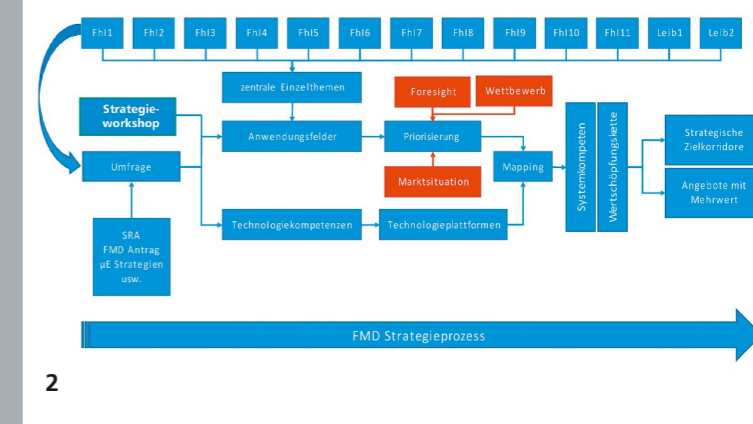 FhI1 FhI2 FhI3 FhI4 FhI5 FhI6 FhI7 FhI8 FhI9 FhI10 FhI11 Leib1 Leib2
zentrale Einzelthemen
Foresight
Wettbewerb
Strategie-
workshop
Anwendungsfelder
Priorisierung
Umfrage
Marktsituation
Mapping
Systemkompeten
Wertschöpfungskette
Strategische
Zielkorridore
Angebote mit
Mehrwert
Technologiekompetenzen
Technologieplattformen
SRA
FMD Antrag
µE Strategien
usw.
FMD Strategieprozess
2